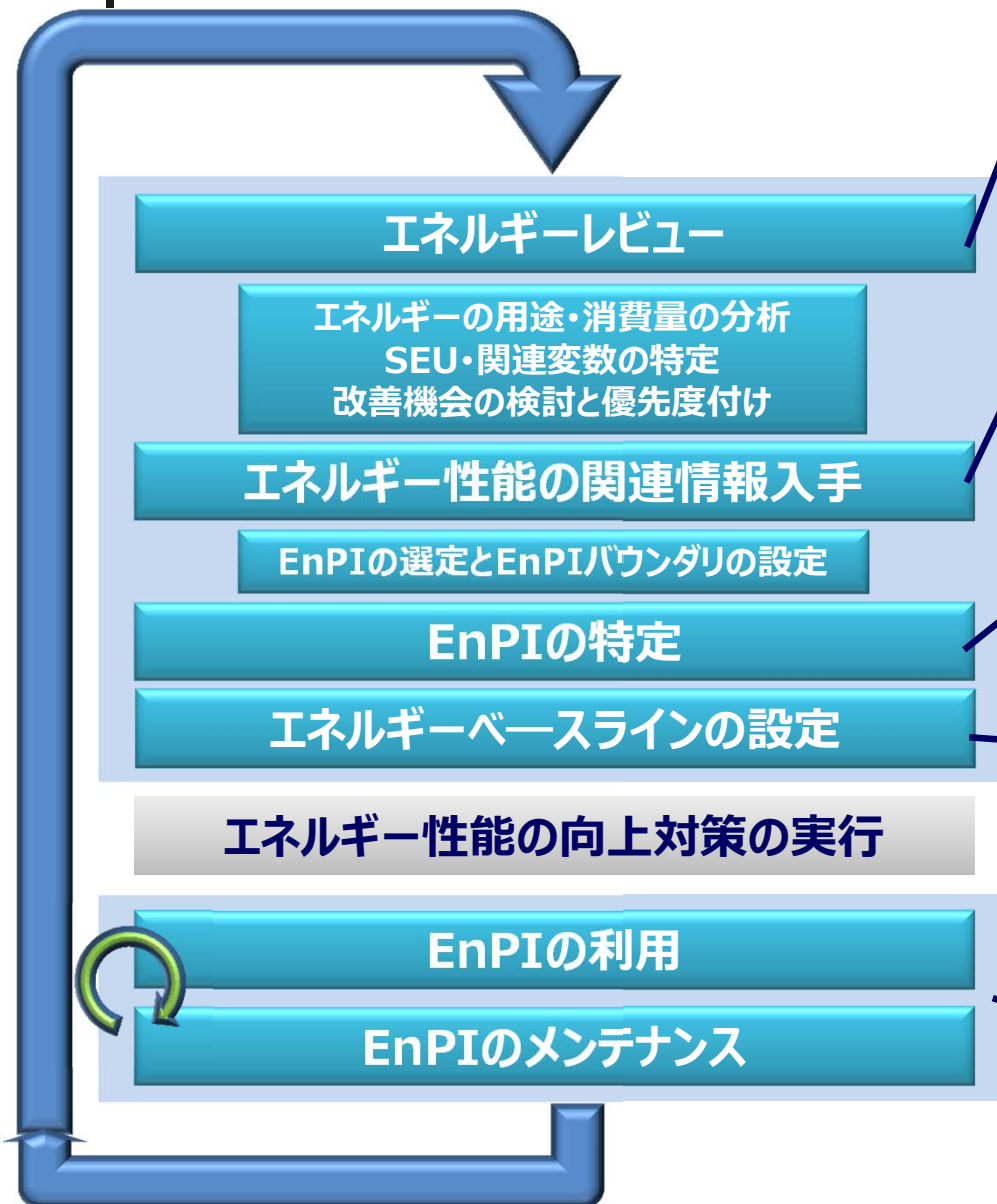 エネルギーレビュー
エネルギーの用途・消費量の分析
SEU・関連変数の特定
改善機会の検討と優先度付け
エネルギー性能の関連情報入手
EnPIの選定とEnPIバウンダリの設定
EnPIの特定
エネルギーベースラインの設定
エネルギー性能の向上対策の実行
EnPIの利用
EnPIのメンテナンス